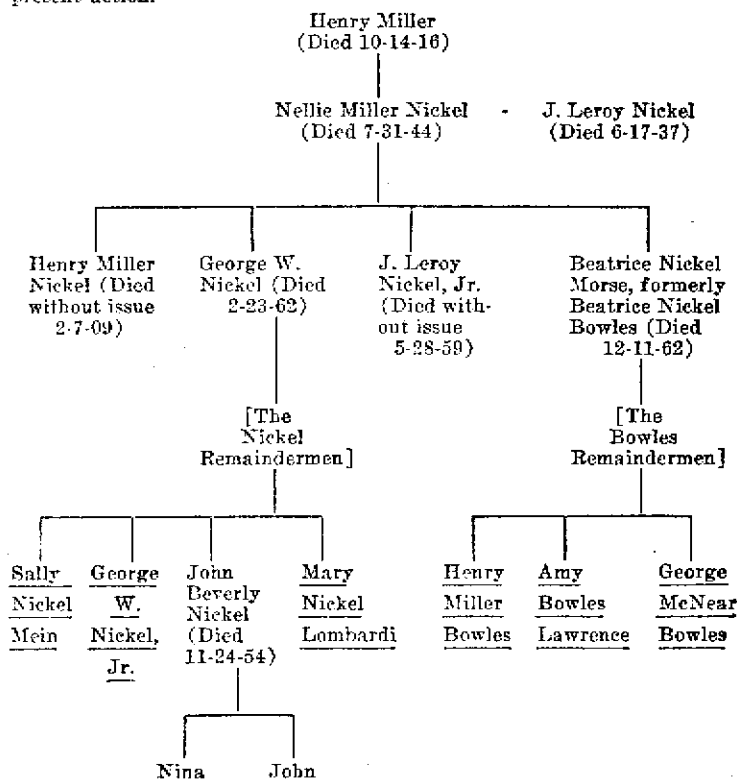 present action.
Henry Miller
(Died 10-14-16)
Nellie Miller Nickel - J. Leroy Nickel
(Died 7-31-44) (Died 6-17-37)
Henry Miller
Nickel (Died
without issue
2-7-09)
George W.
Nickel (Died
2-23-62)
J. Leroy
Nickel, Jr.
(Died with-
out issue
5-28-59)
Beatrice Nickel
Morse, formerly
Beatrice Nickel
Bowles (Died
12-11-62)
[The
Nickel
Remaindermen]
[The
Bowles
Remaindermen]
Sally
Nickel
Mein
George
W.
Nickel,
Jr.
John
Beverly
Nickel
(Died
11-24-54)
Mary
Nickel
Lombardi
Henry
Miller
Bowles
Amy
Bowles
Lawrence
George
McNear
Bowles
Nina
John